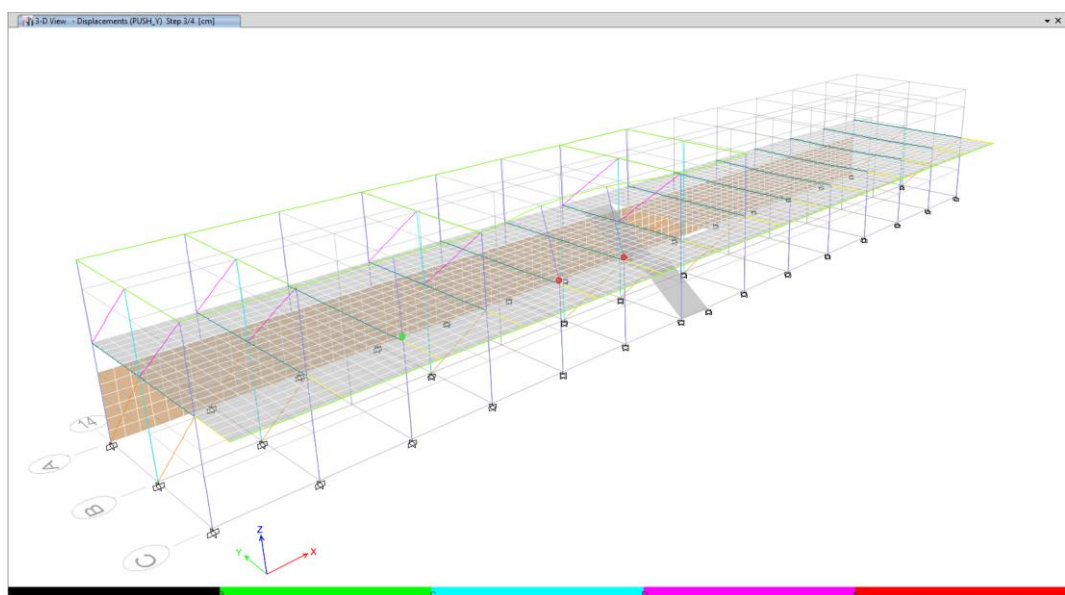 3-D View - Displacements (PUSH_Y) Step 3/4 [cm]
14
A
B
C
Z
Y
X